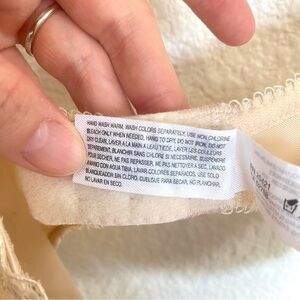 HAND WASH WARM, WASH COLORS SEPARATELY, USE NON CHLORINE
BLEACH ONLY WHEN NEEDED, HANG TO DRY, DO NOT IRON, DO NOT
DRY CLEAN, LAVER A LA MAIN A L'EAU TIEDE, LAVER LES COULEURS
SEPAREMENT, BLANCHIR SANS CHLORE SI NECESSAIRE, SUSPENDRE
POUR SECHER, NE PAS REPASSER, NE PAS NETTOYER A SEC, LAVAR
A MANO CON AGUA TIBIA, LAVAR COLORES SEPARADOS, USE SOLO
BLANQUEADOR SIN CLORO, CUELGUE PARA SECAR, NO PLANCHAR,
NO LAVAR EN SECO.